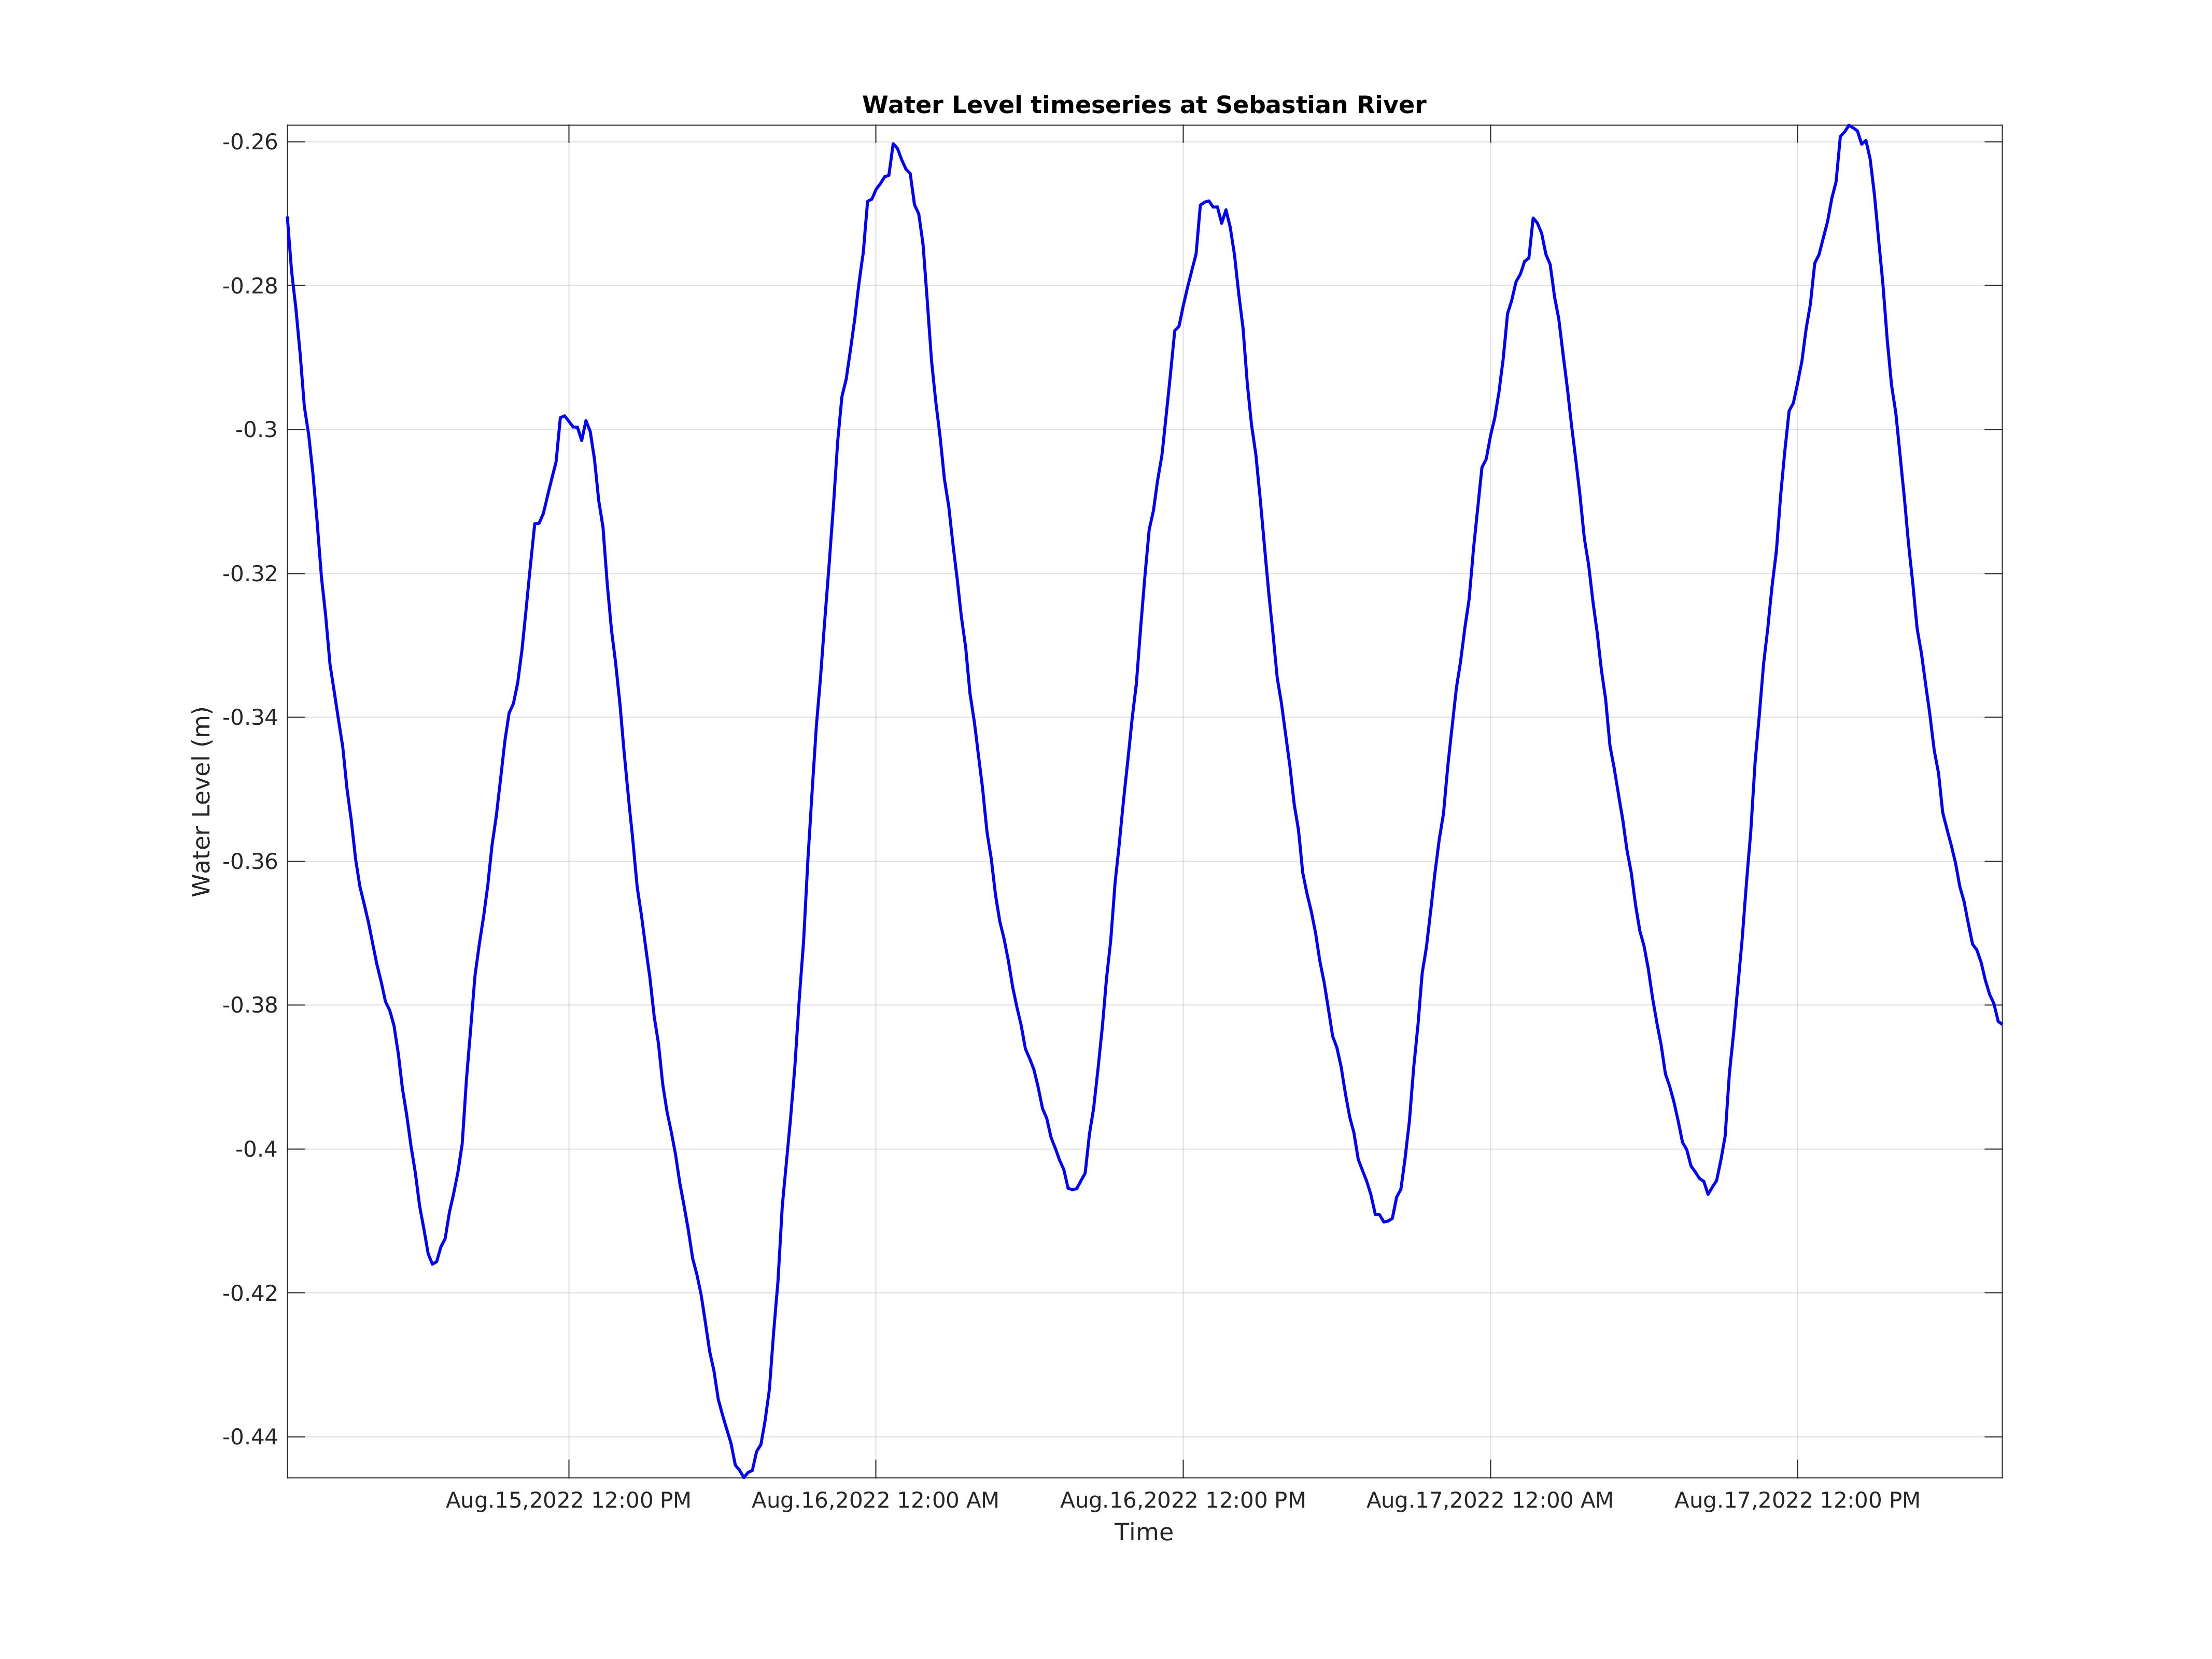 Water Level timeseries at Sebastian River
-0.26
-0.28
-0.3
-0.32
-0.34
-0.36
-0.38
-0.4
-0.42
-0.44
Water Level (m)
Aug.15,2022 12:00 PM Aug.16,2022 12:00 AM Aug.16,2022 12:00 PM Aug.17,2022 12:00 AM Aug.17,2022 12:00 PM
Time